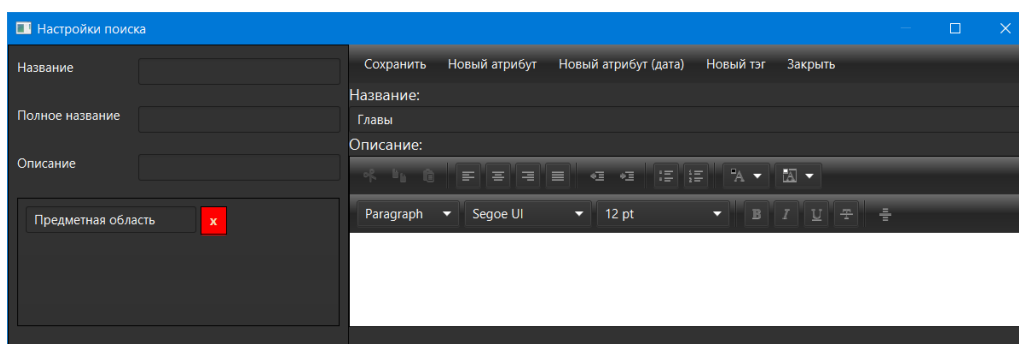 Настройки поиска
Название
Полное название
Описание
Предметная область
x
Сохранить Новый атрибут Новый атрибут (дата) Новый тэг Закрыть
Название:
Главы
Описание:
Paragraph Segoe UI 12 pt B I U T